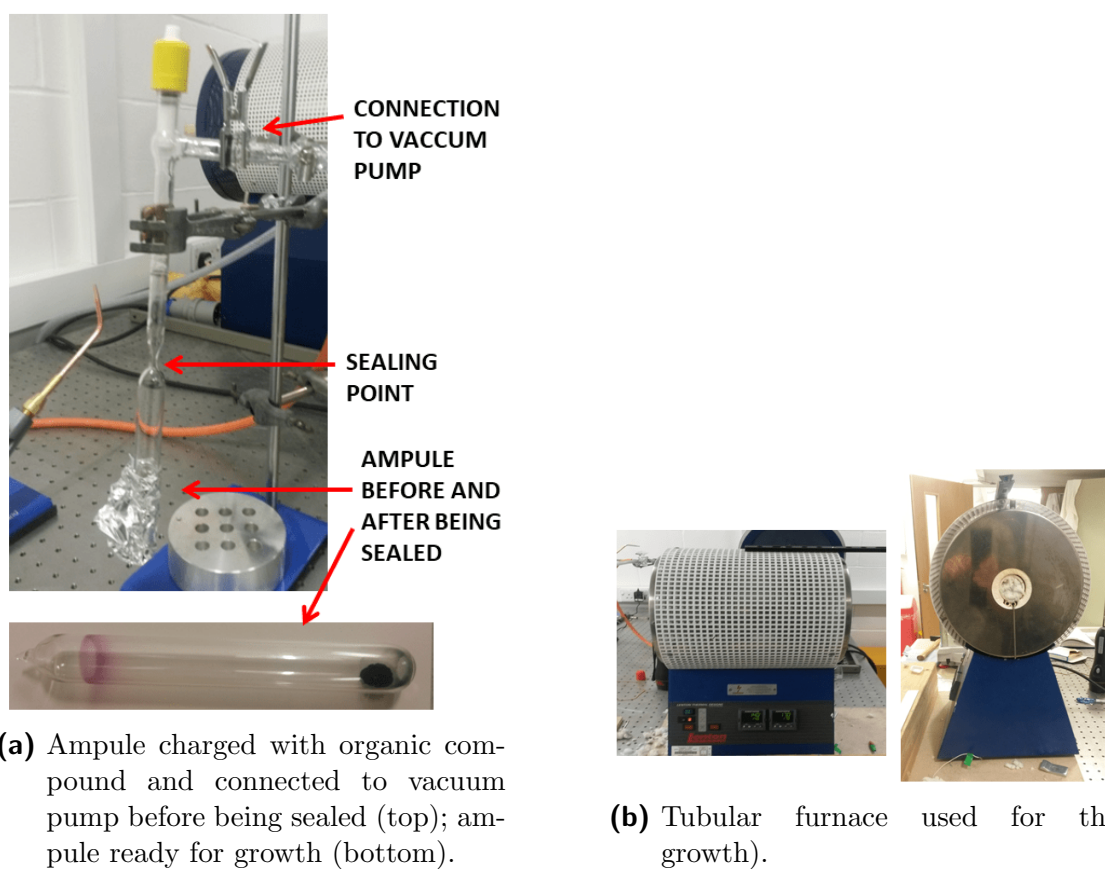 CONNECTION
TO VACCUM
PUMP
SEALING
POINT
AMPULE
BEFORE AND
AFTER BEING
SEALED
(a) Ampule charged with organic com-
pound and connected to vacuum
pump before being sealed (top); am-
pule ready for growth (bottom).
(b) Tubular furnace used for th
growth).